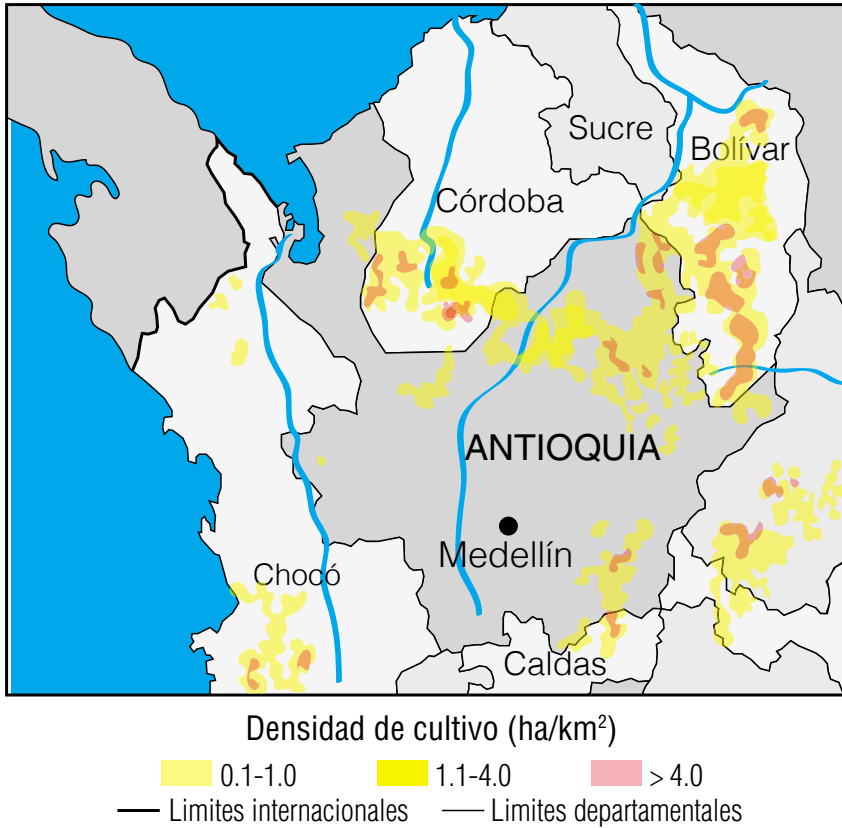 Sucre
Bolívar
Córdoba
ANTIOQUIA
Medellín
Chocó
Caldas
Densidad de cultivo (ha/km²)
0.1-1.0 1.1-4.0 > 4.0
Limites internacionales Limites departamentales